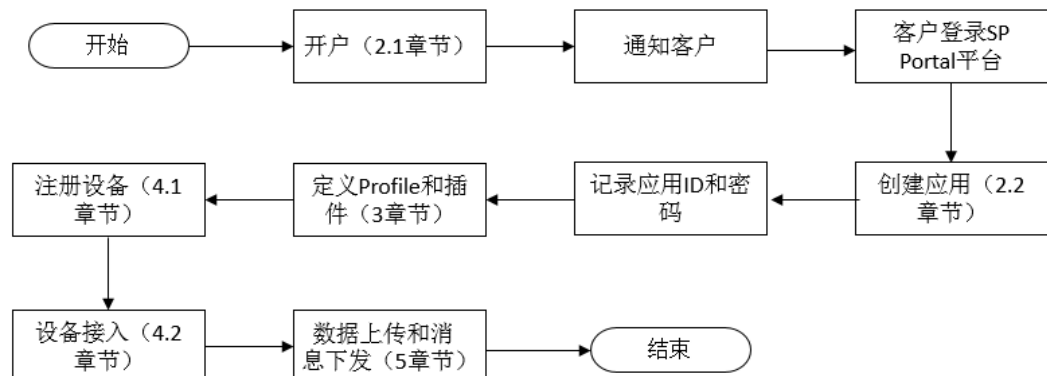 开始
开户（2.1章节）
通知客户
客户登录SP
Portal平台
注册设备（4.1
章节）
定义Profile和插
件（3章节）
记录应用ID和密
码
创建应用（2.2
章节）
设备接入（4.2
章节）
数据上传和消
息下发（5章节）
结束